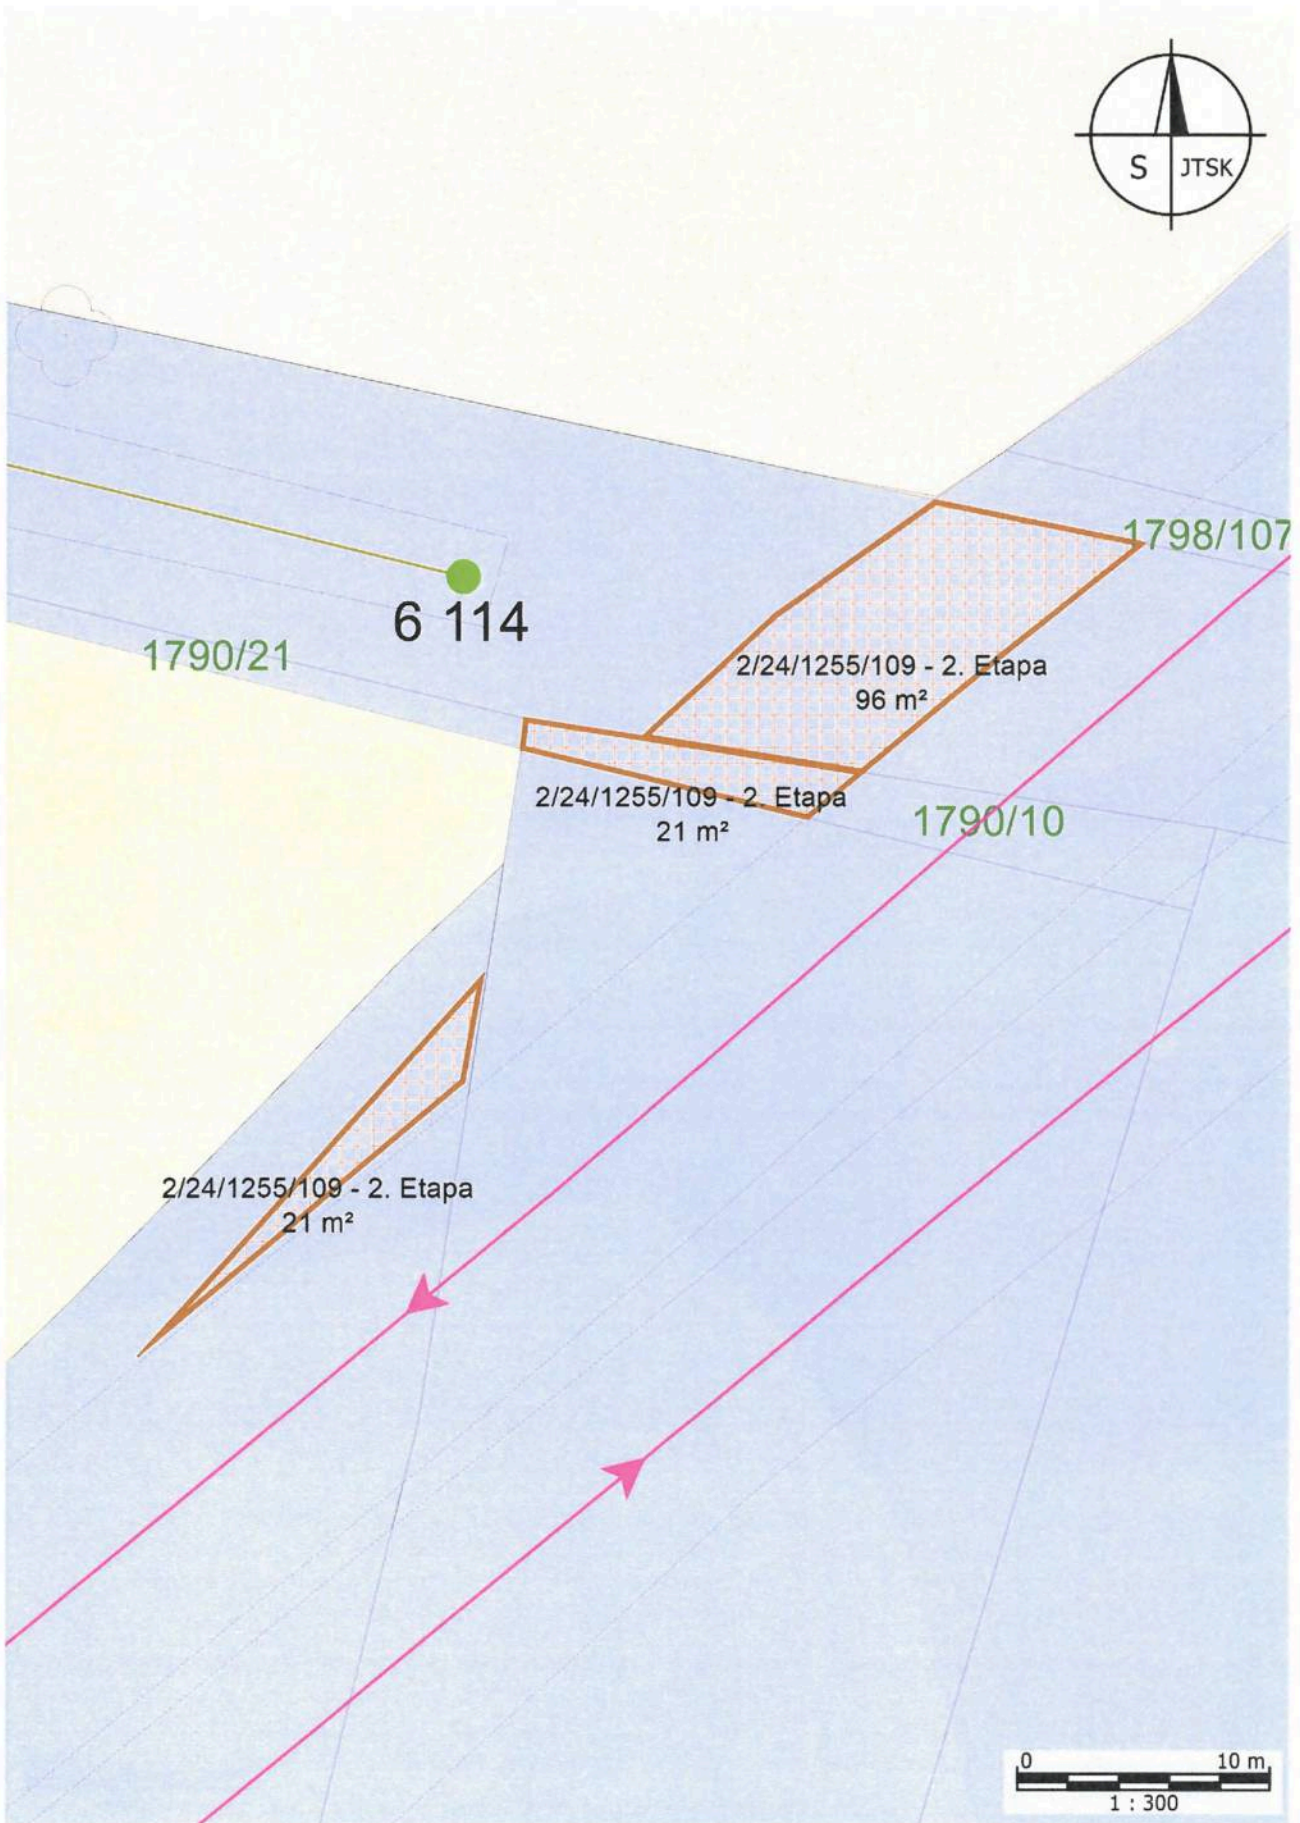 S JTSK
1798/107
6 114
1790/21
2/24/1255/109 - 2. Etapa
96 m²
2/24/1255/109 - 2. Etapa
21 m²
1790/10
2/24/1255/109 - 2. Etapa
21 m²
0 10 m
1 : 300